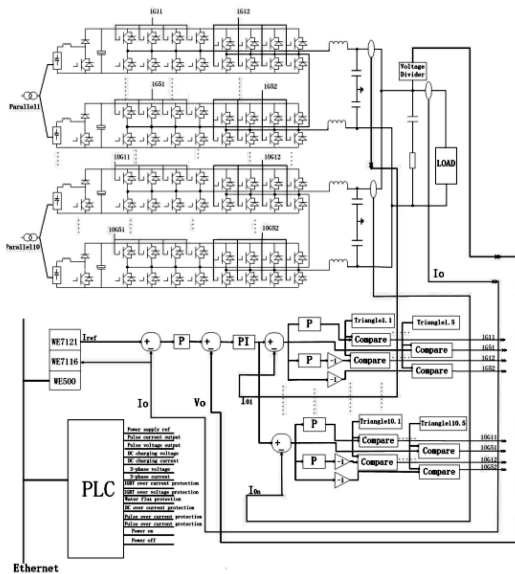 1G11
1G12
Parallel1
1G51
1G52
Voltage
Divider
LOAD
10G11
10G12
Parallel10
10G51
10G52
Io
WE7121
Iref
WE7116
WE500
P
PI
Io
Vo
P
P
-1
-1
Triangle1.1
Triangle1.5
Compare
Compare
Compare
Compare
1G11
1G51
1G12
1G52
I01
P
P
-1
-1
Triangle10.1
Triangle10.5
Compare
Compare
Compare
Compare
10G11
10G51
10G12
10G52
I0n
PLC
Power supply ref
Pulse current output
Pulse voltage output
DC charging voltage
DC charging current
3-phase voltage
3-phase current
IGBT over current protection
IGBT over voltage protection
Water flux protection
DC over current protection
Pulse over current protection
Pulse over current protection
Power on
Power off
Ethernet